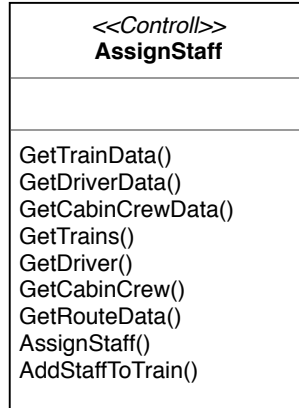 <<Controll>>
AssignStaff
GetTrainData()
GetDriverData()
GetCabinCrewData()
GetTrains()
GetDriver()
GetCabinCrew()
GetRouteData()
AssignStaff()
AddStaffToTrain()